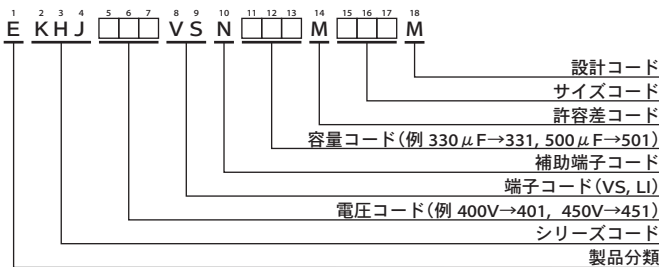 1 2 3 4 5 6 7 8 9 10 11 12 13 14 15 16 17 18
E KHJ □□□ VS N □□□ M □□□ M
設計コード
サイズコード
許容差コード
容量コード(例 330μF→331, 500μF→501)
補助端子コード
端子コード(VS, LI)
電圧コード(例 400V→401, 450V→451)
シリーズコード
製品分類